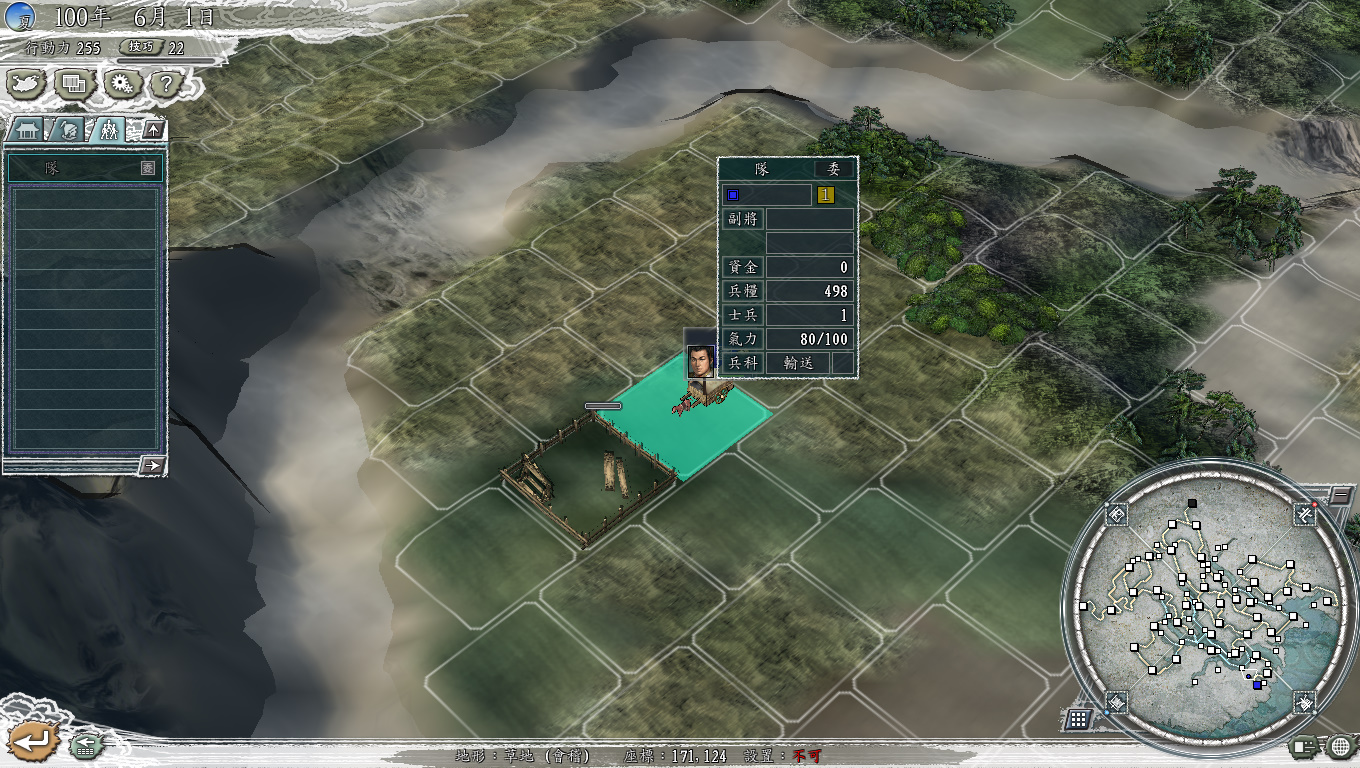 夏 100年 6月 1日
行動力 255 技巧 22
?
隊 委
隊 委
1
副將
資金 0
兵糧 498
士兵 1
氣力 80/100
兵科 輸送
地形：草地（會稽） 座標：171,124 設置：不可